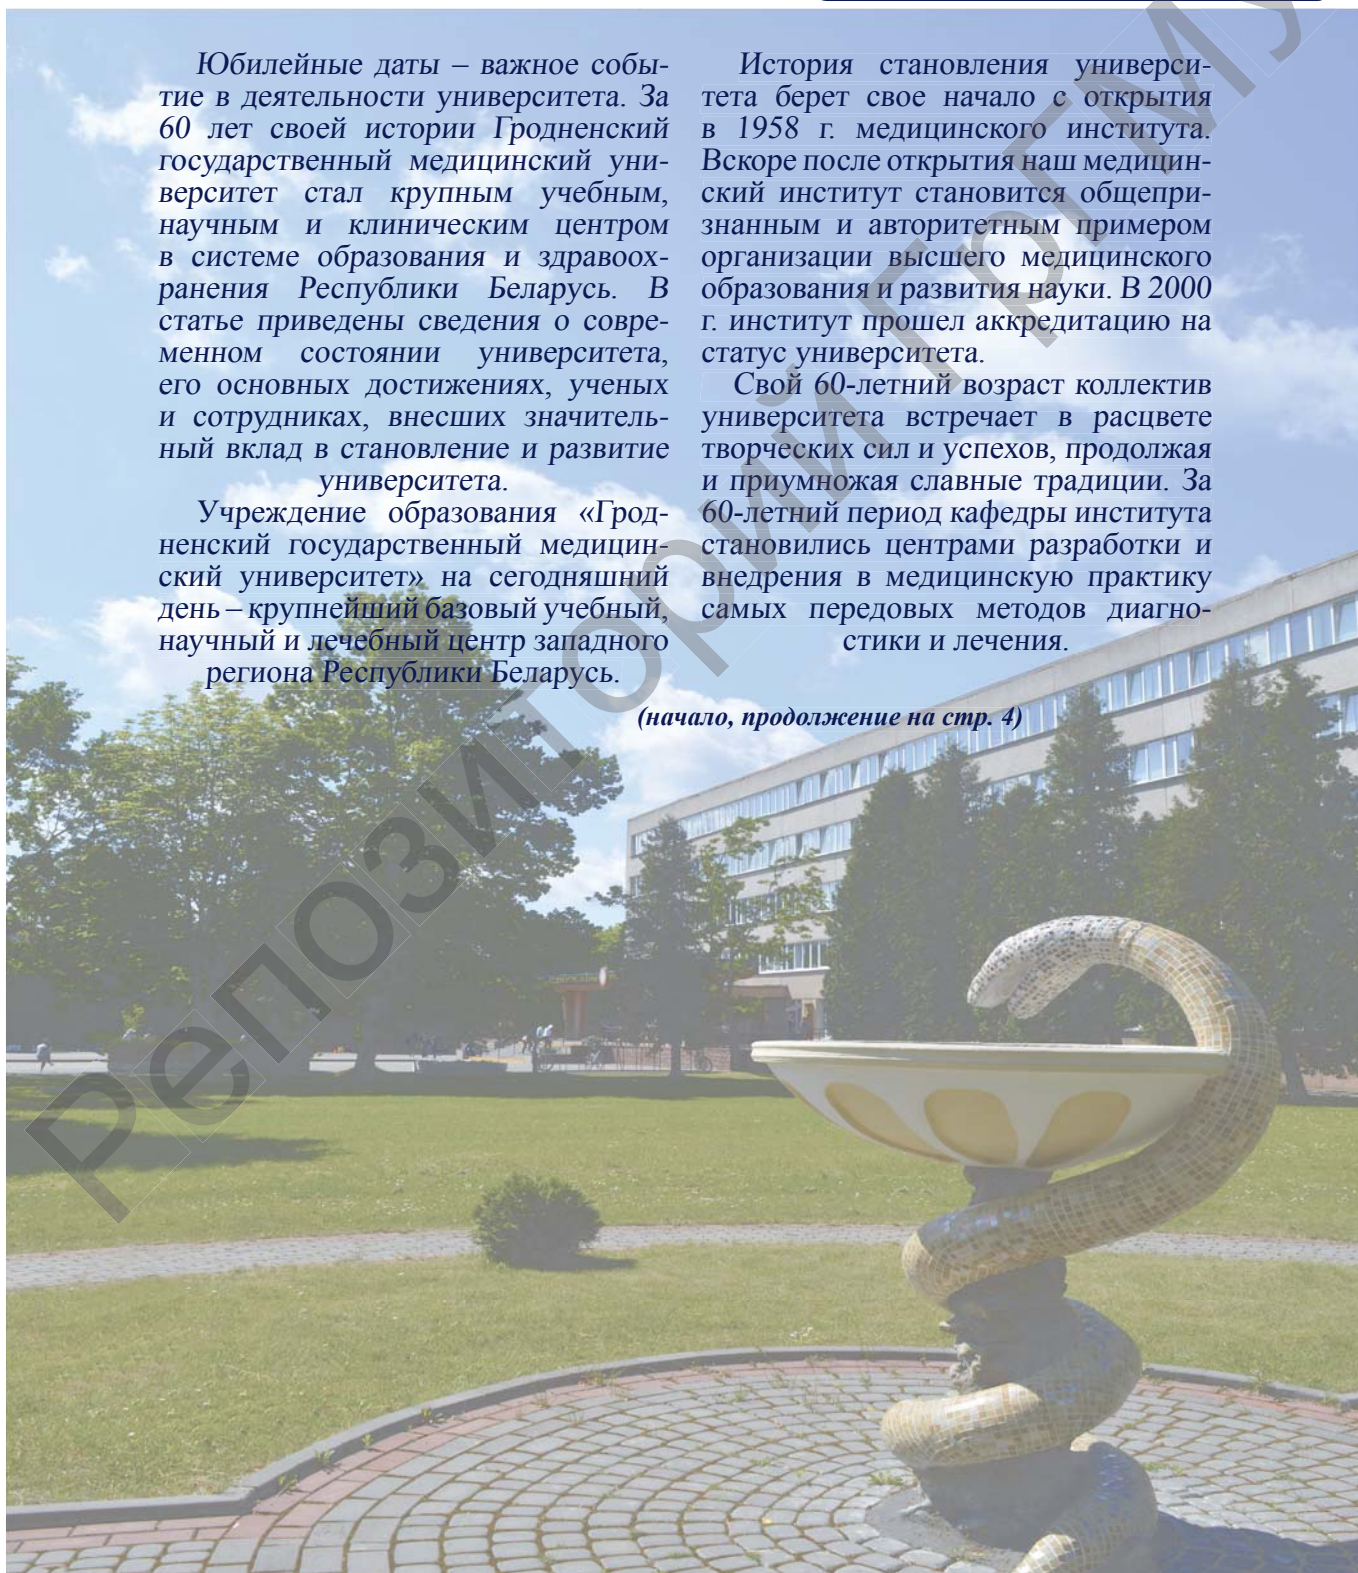 Юбилейные даты – важное собы-
тие в деятельности университета. За
60 лет своей истории Гродненский
государственный медицинский уни-
верситет стал крупным учебным,
научным и клиническим центром
в системе образования и здравоох-
ранения Республики Беларусь. В
статье приведены сведения о совре-
менном состоянии университета,
его основных достижениях, ученых
и сотрудниках, внесших значитель-
ный вклад в становление и развитие
университета.
Учреждение образования «Грод-
ненский государственный медицин-
ский университет» на сегодняшний
день – крупнейший базовый учебный,
научный и лечебный центр западного
региона Республики Беларусь.
История становления универси-
тета берет свое начало с открытия
в 1958 г. медицинского института.
Вскоре после открытия наш медицин-
ский институт становится общепри-
знанным и авторитетным примером
организации высшего медицинского
образования и развития науки. В 2000
г. институт прошел аккредитацию на
статус университета.
Свой 60-летний возраст коллектив
университета встречает в расцвете
творческих сил и успехов, продолжая
и приумножая славные традиции. За
60-летний период кафедры института
становились центрами разработки и
внедрения в медицинскую практику
самых передовых методов диагно-
стики и лечения.
(начало, продолжение на стр. 4)
Репозиторий ГрГМУ